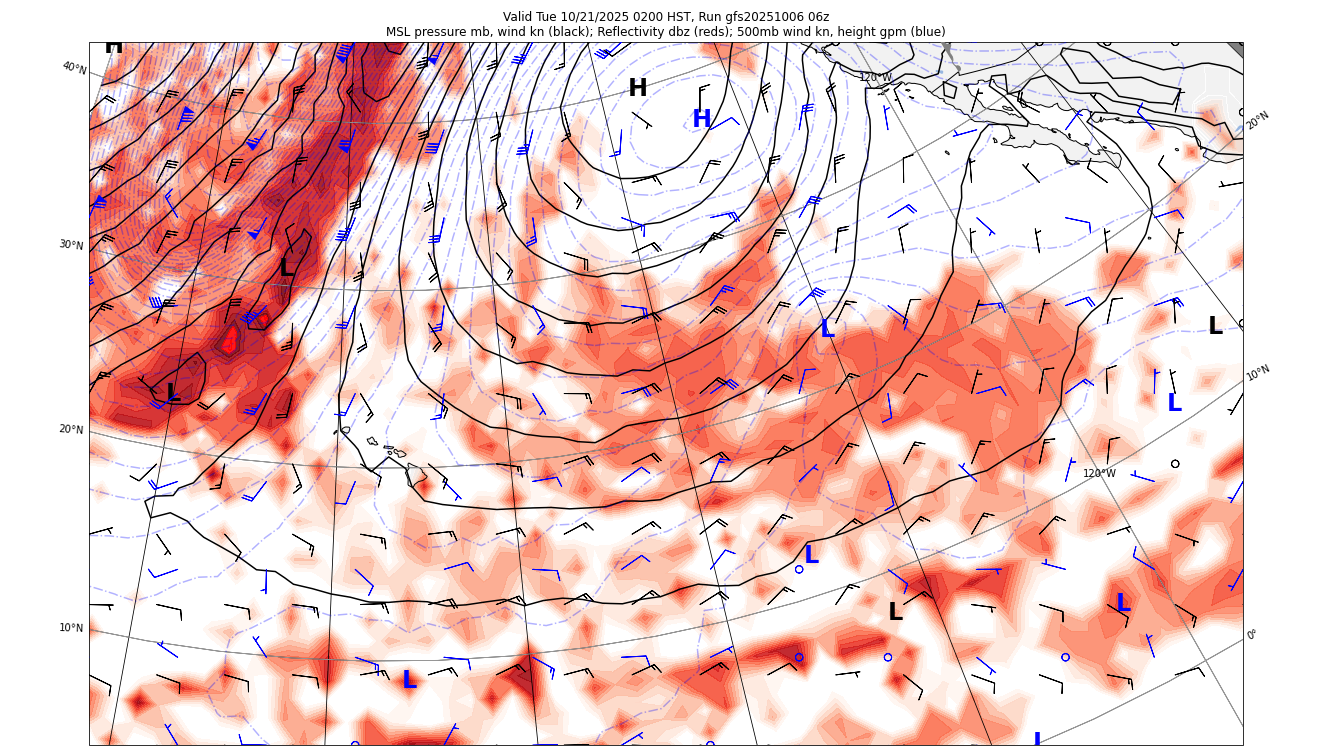 Valid Tue 10/21/2025 0200 HST, Run gfs20251006 06z
MSL pressure mb, wind kn (black); Reflectivity dbz (reds); 500mb wind kn, height gpm (blue)
H
40°N
120°W
H
H
20°N
30°N
L
L
L
10°N
L
L
20°N
120°W
L
L
L
10°N
0°
L
L